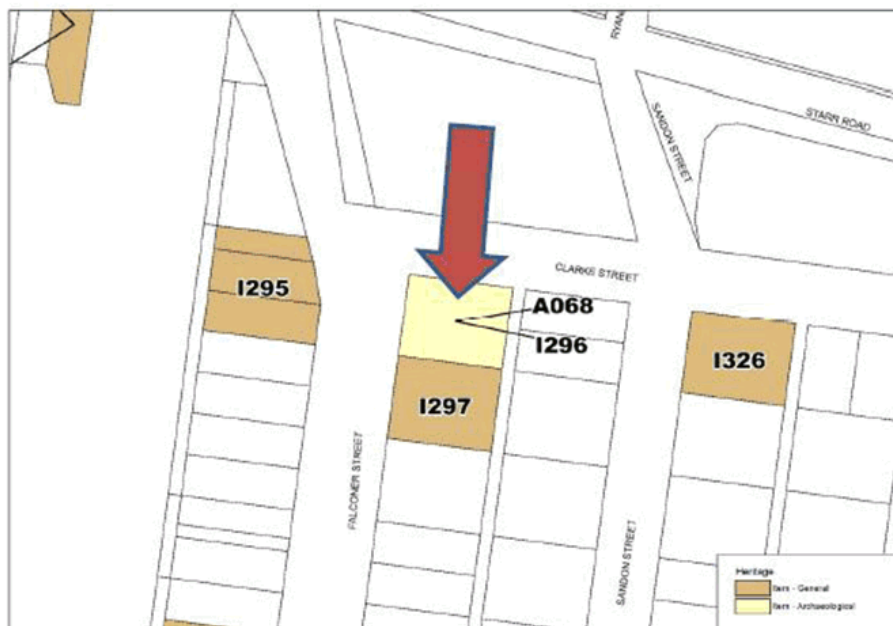 RYAN
STARR ROAD
SANDON STREET
CLARKE STREET
I295
A068
I296
I326
I297
FALCONER STREET
SANDON STREET
Heritage
Item - General
Item - Archaeological